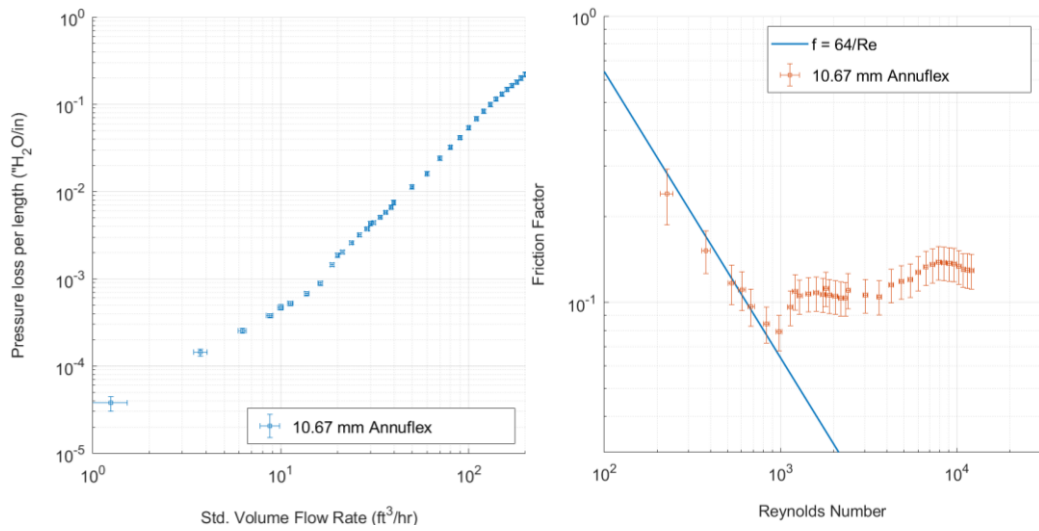 Pressure loss per length ("H₂O/in)
10⁰
10⁻¹
10⁻²
10⁻³
10⁻⁴
10⁻⁵
10⁰
10¹
10²
Std. Volume Flow Rate (ft³/hr)
10.67 mm Annuflex
Friction Factor
10⁰
10⁻¹
10²
10³
10⁴
Reynolds Number
f = 64/Re
10.67 mm Annuflex